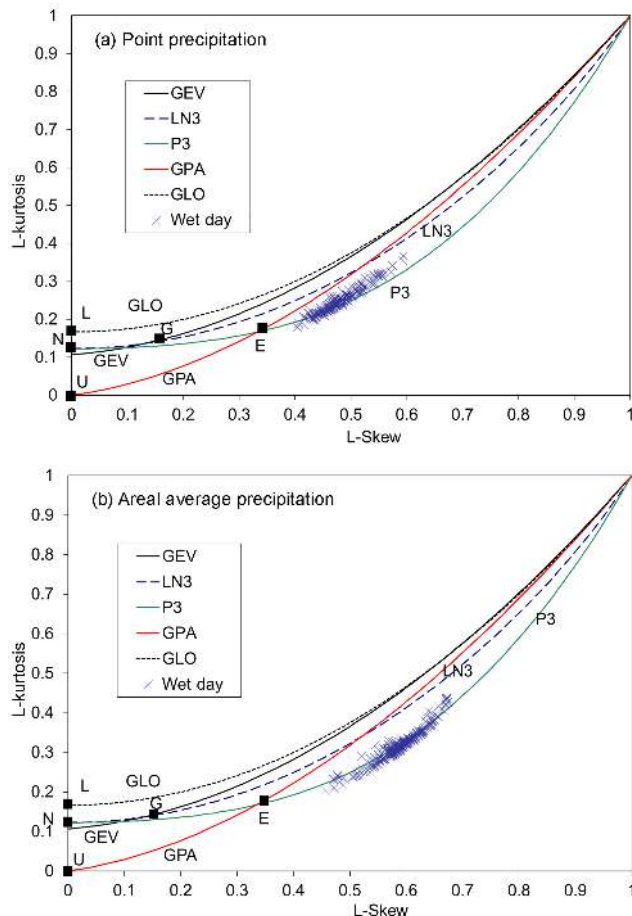 (a) Point precipitation
GEV
LN3
P3
GPA
GLO
Wet day
L-kurtosis
1
0.9
0.8
0.7
0.6
0.5
0.4
0.3
0.2
0.1
0
L
GLO
N
G
GEV
E
U
GPA
LN3
P3
0 0.1 0.2 0.3 0.4 0.5 0.6 0.7 0.8 0.9 1
L-Skew
(b) Areal average precipitation
GEV
LN3
P3
GPA
GLO
Wet day
L-kurtosis
1
0.9
0.8
0.7
0.6
0.5
0.4
0.3
0.2
0.1
0
P3
LN3
L
GLO
N
G
GEV
E
U
GPA
0 0.1 0.2 0.3 0.4 0.5 0.6 0.7 0.8 0.9 1
L-Skew